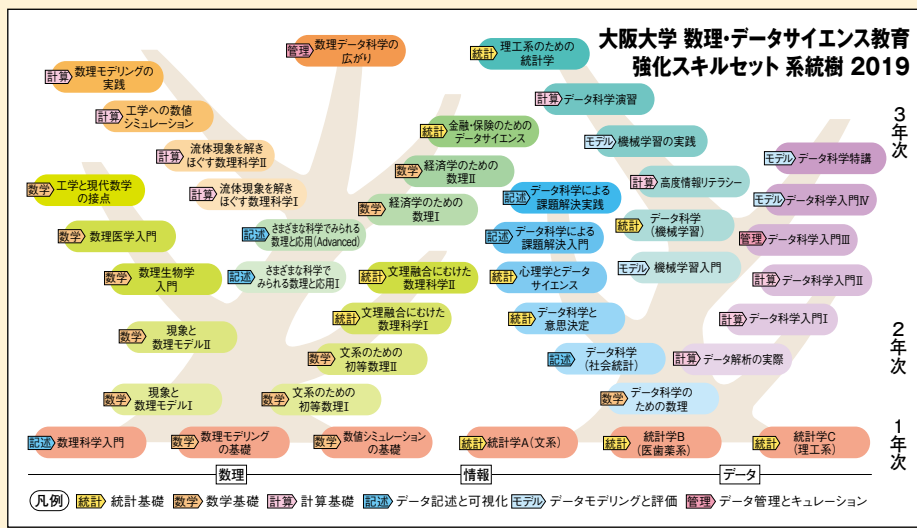 大阪大学 数理・データサイエンス教育
強化スキルセット 系統樹 2019
管理 数理データ科学の
広がり
統計 理工系のための
統計学
計算 数理モデリングの
実践
計算 データ科学演習
計算 工学への数値
シミュレーション
統計 金融・保険のための
データサイエンス
モデル 機械学習の実践
3年次
計算 流体現象を解き
ほぐす数理科学Ⅱ
数学 経済学のための
数理Ⅱ
モデル データ科学特講
数学 工学と現代数学
の接点
計算 流体現象を解き
ほぐす数理科学Ⅰ
数学 経済学のための
数理Ⅰ
記述 データ科学による
課題解決実践
計算 高度情報リテラシー
モデル データ科学入門Ⅳ
数学 数理医学入門
記述 さまざまな科学でみられる
数理と応用(Advanced)
記述 データ科学による
課題解決入門
統計 データ科学
(機械学習)
管理 データ科学入門Ⅲ
数学 数理生物学
入門
記述 さまざまな科学で
みられる数理と応用Ⅰ
統計 文理融合にむけた
数理科学Ⅱ
統計 心理学とデータ
サイエンス
モデル 機械学習入門
計算 データ科学入門Ⅱ
統計 文理融合にむけた
数理科学Ⅰ
統計 データ科学と
意思決定
計算 データ科学入門Ⅰ
数学 現象と
数理モデルⅡ
数学 文系のための
初等数理Ⅱ
記述 データ科学
(社会統計)
計算 データ解析の実際
2年次
数学 現象と
数理モデルⅠ
数学 文系のための
初等数理Ⅰ
数学 データ科学の
ための数理
記述 数理科学入門
数学 数理モデリング
の基礎
数学 数値シミュレーション
の基礎
統計 統計学A(文系)
統計 統計学B
(医歯薬系)
統計 統計学C
(理工系)
1年次
数理
情報
データ
凡例 統計 統計基礎 数学 数学基礎 計算 計算基礎 記述 データ記述と可視化 モデル データモデリングと評価 管理 データ管理とキュレーション